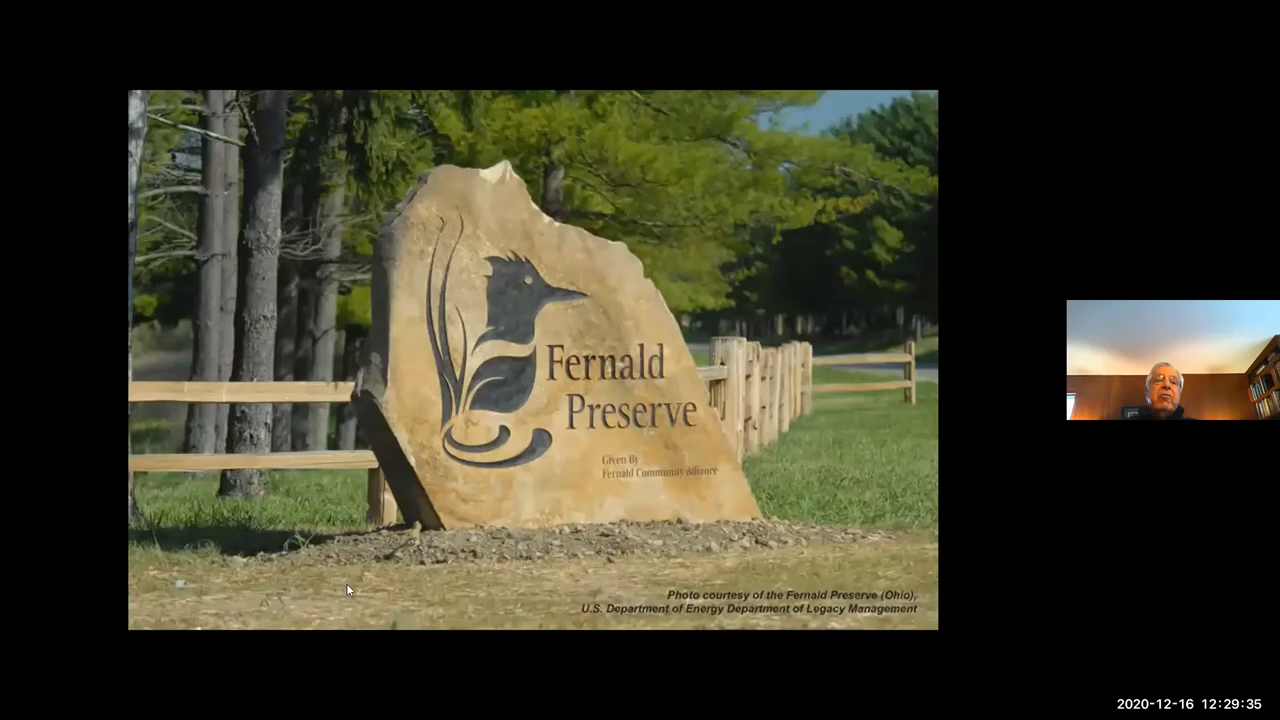 Fernald
Preserve
Given By
Fernald Community Alliance
Photo courtesy of the Fernald Preserve (Ohio),
U.S. Department of Energy Department of Legacy Management
2020-12-16 12:29:35